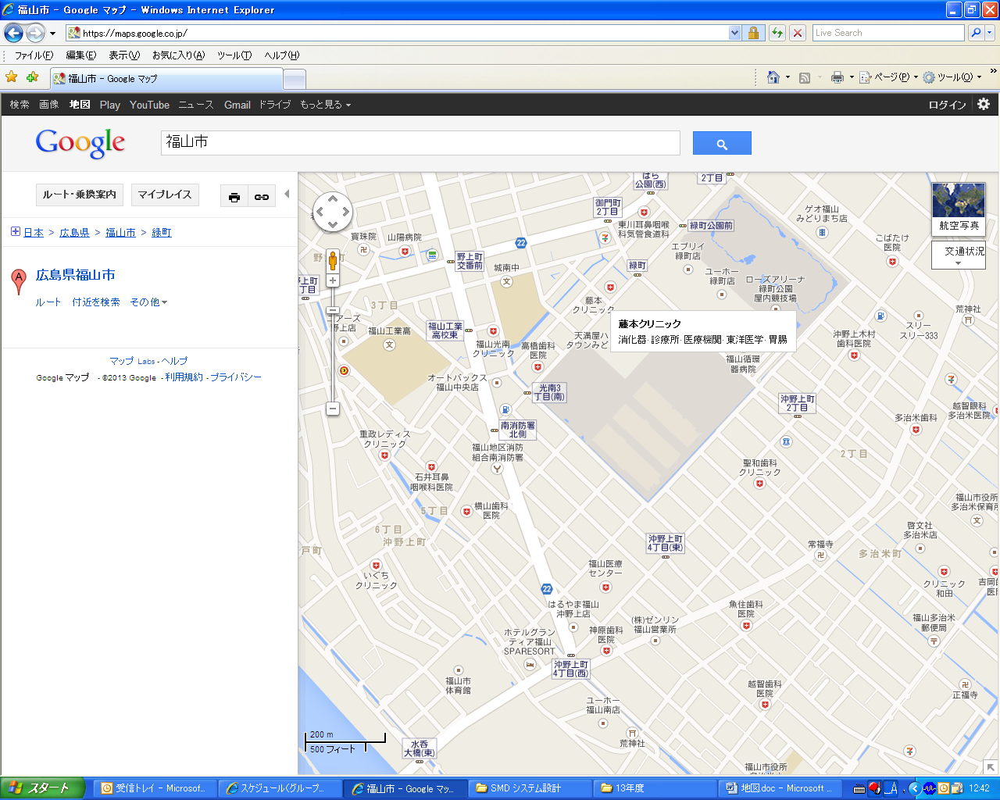 福山市 - Google マップ - Windows Internet Explorer
https://maps.google.co.jp/
Live Search
ファイル(F) 編集(E) 表示(V) お気に入り(A) ツール(T) ヘルプ(H)
福山市 - Google マップ
ページ(P) ツール(O)
検索 画像 地図 Play YouTube ニュース Gmail ドライブ もっと見る
ログイン
Google
福山市
ルート・乗換案内 マイプレイス
日本 > 広島県 > 福山市 > 緑町
A
広島県福山市
ルート 付近を検索 その他
マップ Labs - ヘルプ
Google マップ - ©2013 Google - 利用規約 - プライバシー
はら
公園(西)
2丁目
御門町
2丁目
東川耳鼻咽喉
科気管食道科
緑町公園前
ゲオ福山
みどりまち店
航空写真
交通状況
こばたけ
医院
寶珠院
山陽病院
22
野上町
交番前
城南中
緑町
エブリイ
緑町店
ユーホー
緑町店
ローズアリーナ
緑町公園
屋内競技場
3丁目
藤本
クリニック
荒神社
スリー
スリー333
野上店
福山工業高
福山工業
高校東
福山光南
クリニック
高橋歯科
医院
天満屋ハ
タウンみど
藤本クリニック
消化器・診療所・医療機関・東洋医学・胃腸
沖野上木村
歯科医院
福山循環
器病院
オートバックス
福山中央店
光南3
丁目(南)
沖野上町
2丁目
越智眼科
多治米医院
多治米歯科
南消防署
北側
重政レディス
クリニック
福山地区消防
組合南消防署
2丁目
聖和歯科
クリニック
石井耳鼻
咽喉科医院
横山歯科
医院
5丁目
福山市役所
多治米保育所
6丁目
沖野上町
沖野上町
4丁目(東)
啓文社
多治米店
戸町
常福寺
多治米町
いぐち
クリニック
福山医療
センター
クリニック
和田
吉岡
医
22
はるやま福山
沖野上店
魚住歯科
医院
(株)ゼンリン
福山営業所
福山多治米
郵便局
ホテルグラン
ティア福山
SPARESORT
神原歯科
医院
沖野上町
4丁目(西)
福山市
体育館
越智歯科
医院
正福寺
ユーホー
福山南店
荒神社
200 m
500 フィート
水呑
大橋(東)
福山市役所
スタート
受信トレイ - Microsof...
スケジュール(グループ...
福山市 - Google マッ...
SMD システム設計
13年度
地図.doc - Microsoft ...
12:42